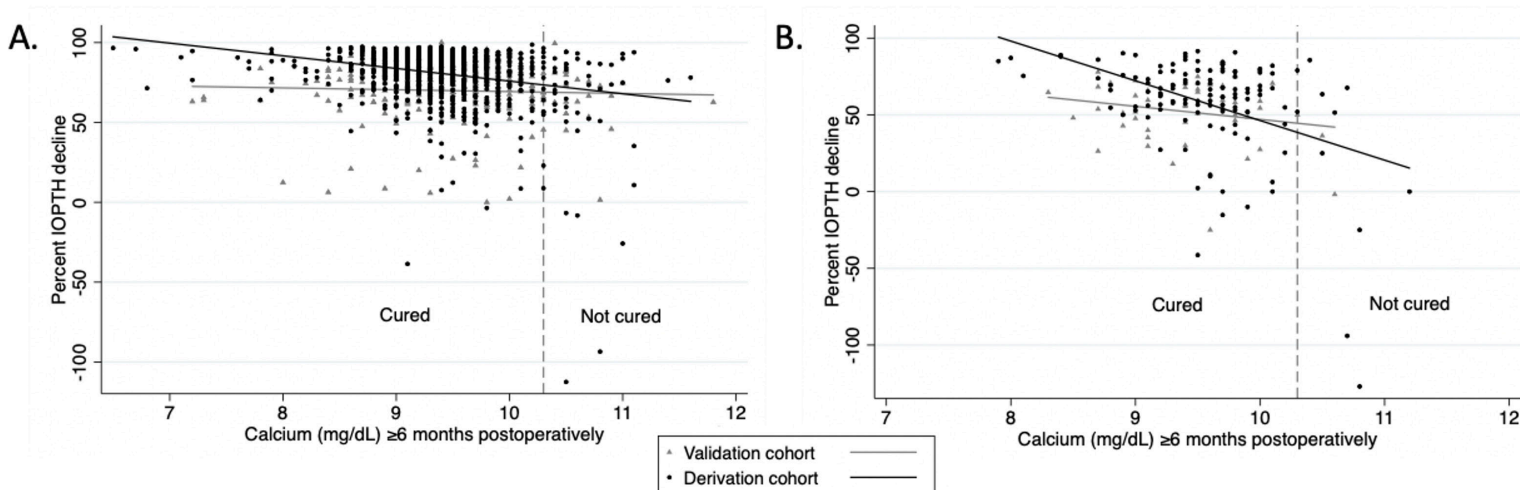 A.
Percent IOPTH decline
100
50
0
-50
-100
Cured
Not cured
7 8 9 10 11 12
Calcium (mg/dL) ≥6 months postoperatively
B.
Percent IOPTH decline
100
50
0
-50
-100
Cured
Not cured
7 8 9 10 11 12
Calcium (mg/dL) ≥6 months postoperatively
Validation cohort
Derivation cohort